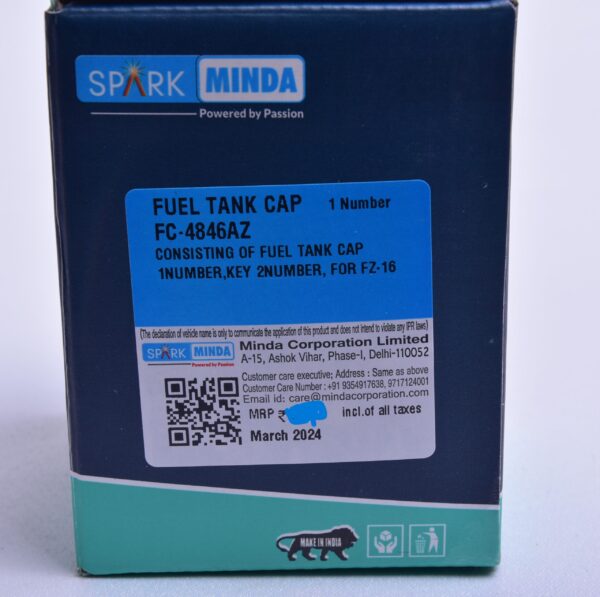 SPARK MINDA
Powered by Passion
FUEL TANK CAP 1 Number
FC-4846AZ
CONSISTING OF FUEL TANK CAP
1NUMBER,KEY 2NUMBER, FOR FZ-16
(The declaration of vehicle name is only to communicate the application of this product and does not intend to violate any IPR laws)
SPARK MINDA
Powered by Passion
Minda Corporation Limited
A-15, Ashok Vihar, Phase-I, Delhi-110052
Customer care executive; Address : Same as above
Customer Care Number : +91 9354917638, 9717124001
Email id: care@mindacorporation.com
MRP ₹ incl.of all taxes
March 2024
MAKE IN INDIA